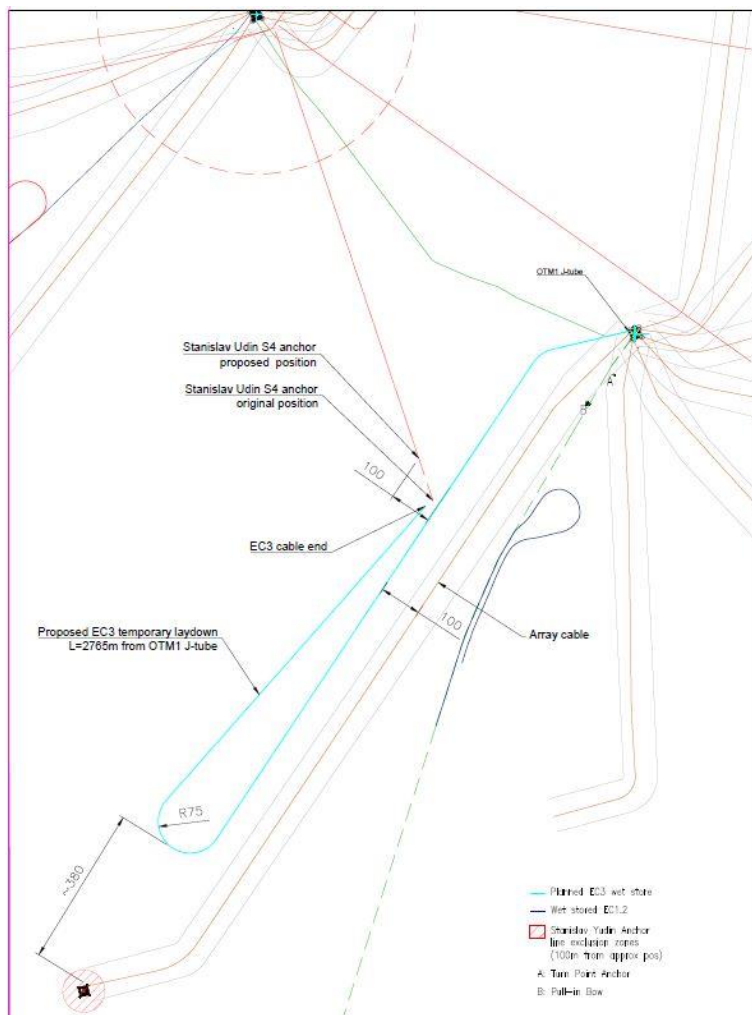 OTM1 J-tube
Stanislav Udin S4 anchor
proposed position
Stanislav Udin S4 anchor
original position
A
B
100
EC3 cable end
100
Array cable
Proposed EC3 temporary laydown
L=2765m from OTM1 J-tube
R75
~380
Planned EC3 wet store
Wet stored EC1.2
Stanislav Yudin Anchor
line exclusion zones
(100m from approx pos)
A: Turn Point Anchor
B: Pull-in Bow